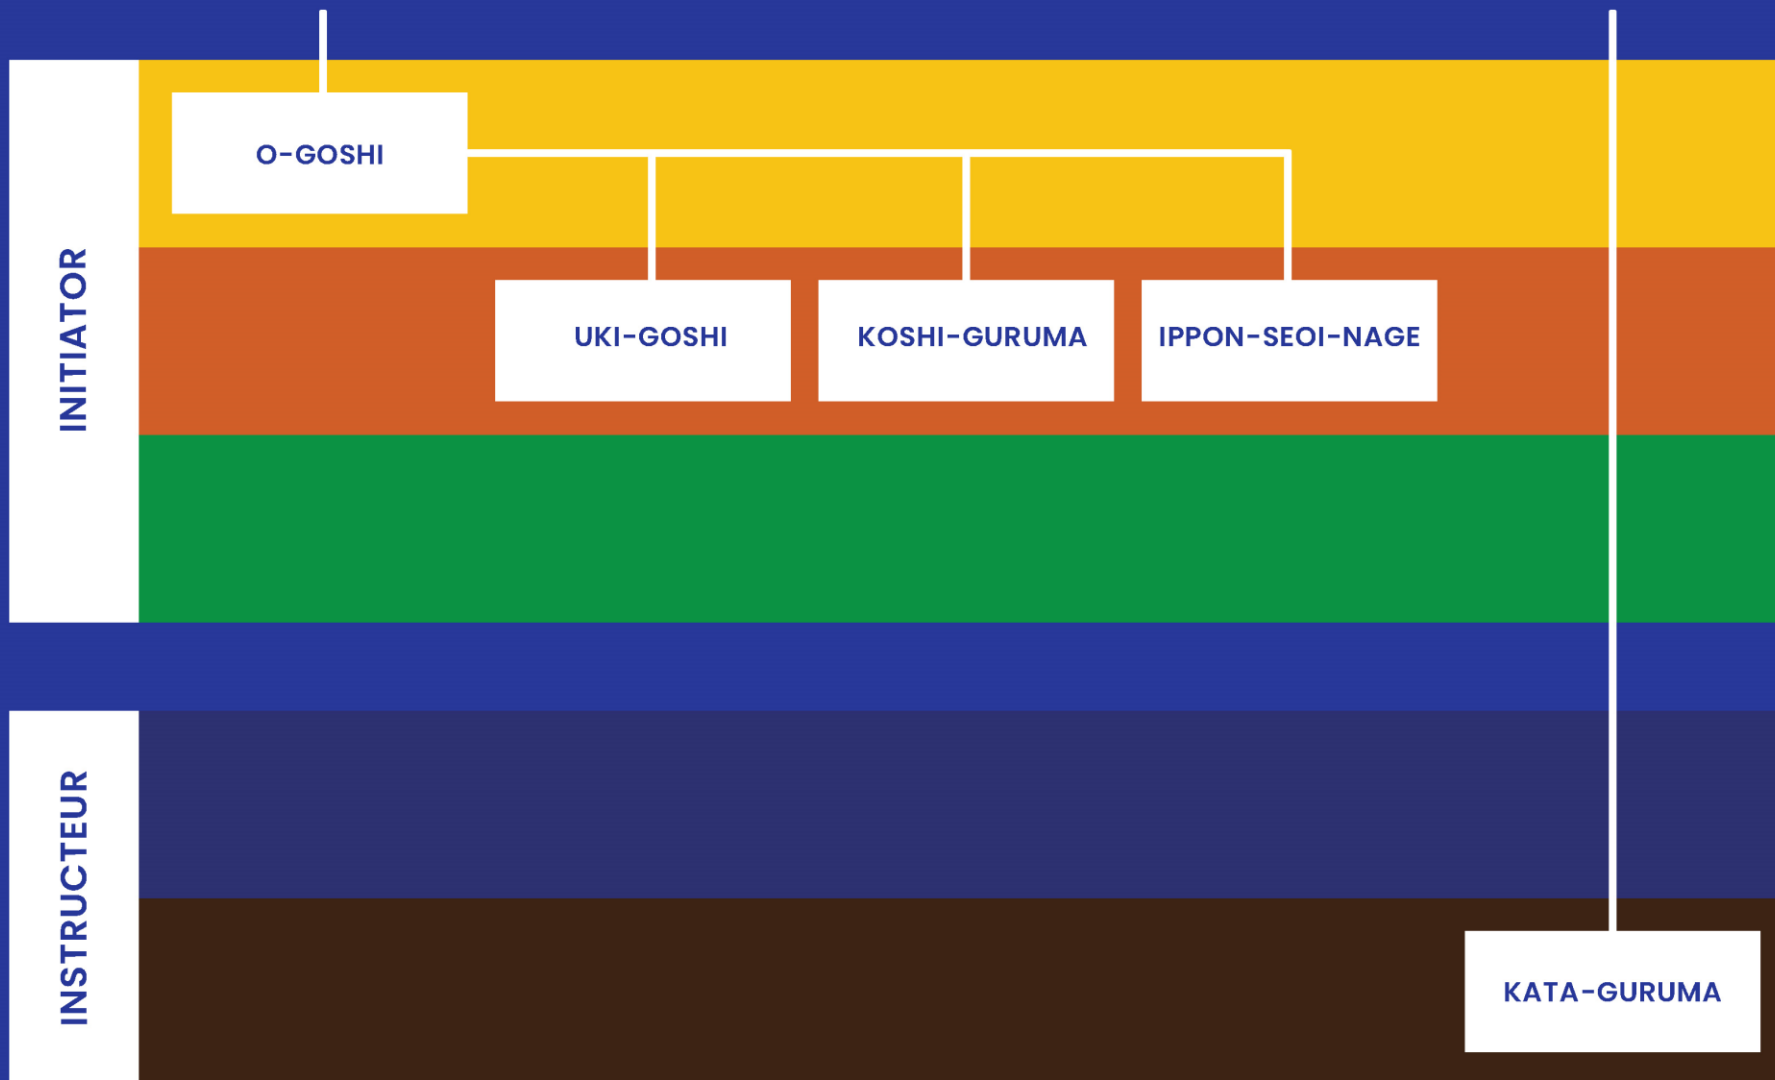 INITIATOR
O-GOSHI
UKI-GOSHI
KOSHI-GURUMA
IPPON-SEOI-NAGE
INSTRUCTEUR
KATA-GURUMA